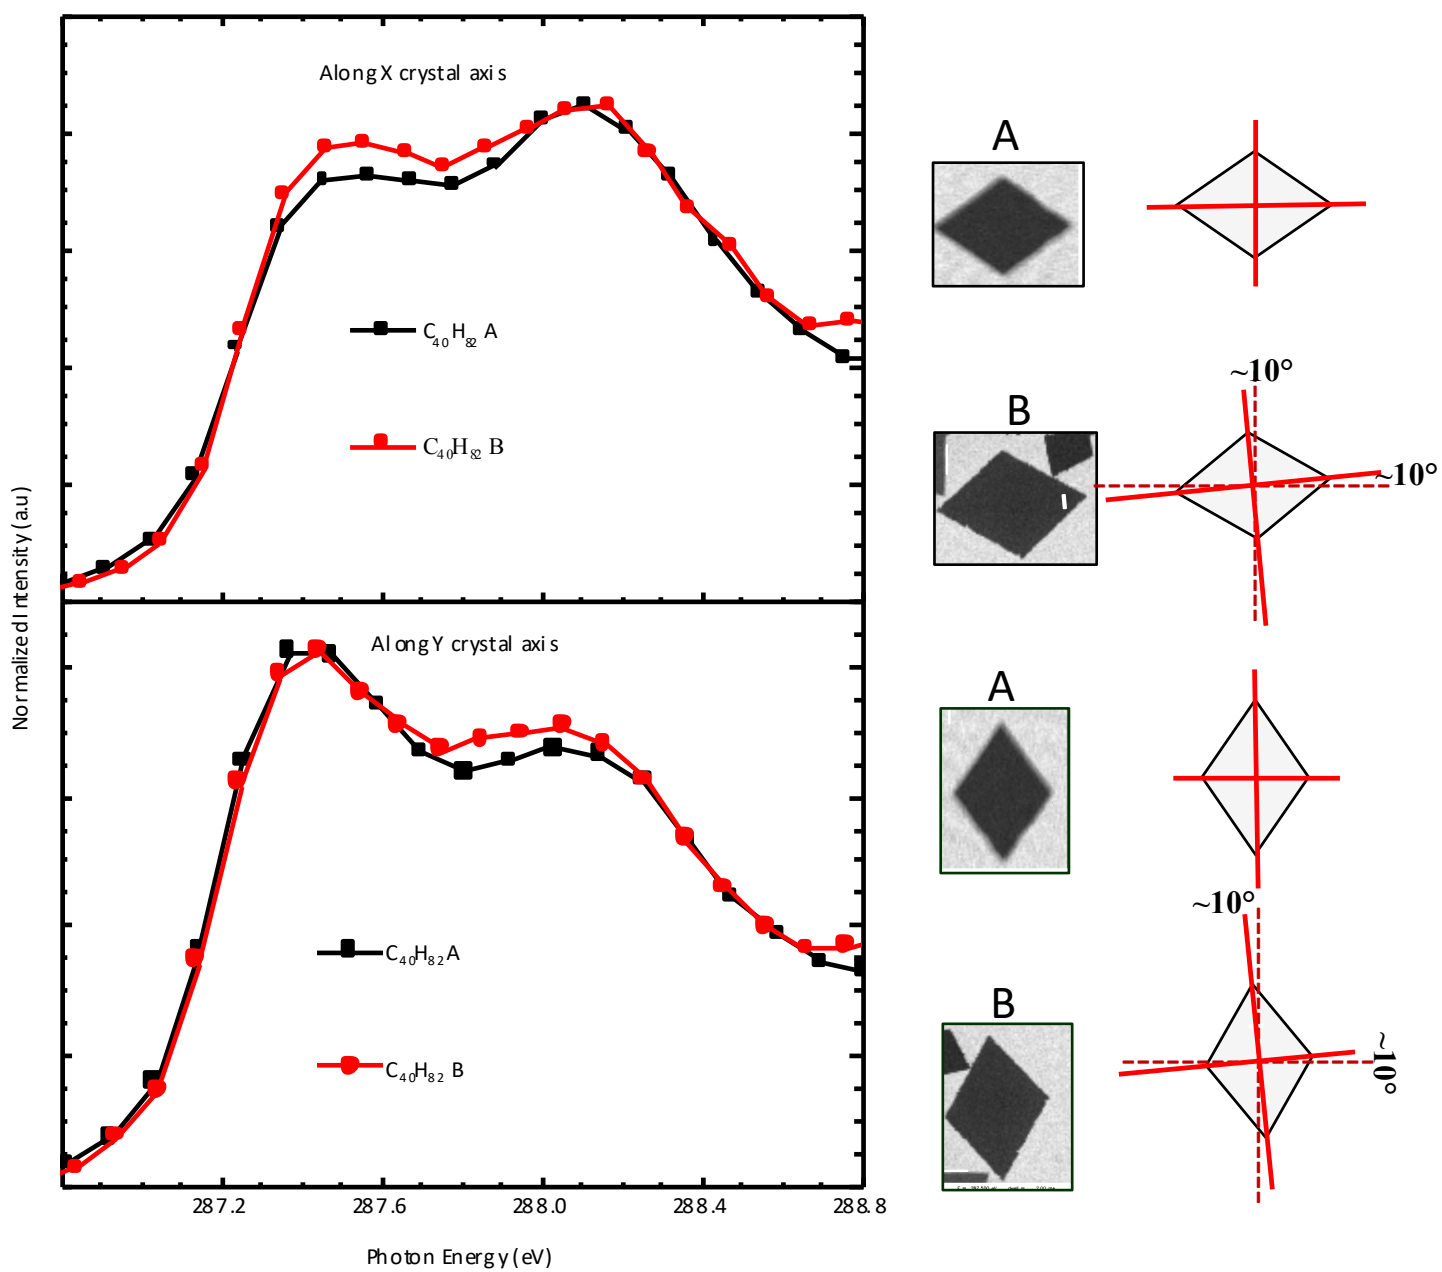 Along X crystal axis
C40H82 A
C40H82 B
Normalized Intensity (a.u)
Along Y crystal axis
C40H82 A
C40H82 B
287.2 287.6 288.0 288.4 288.8
Photon Energy (eV)
A
~10°
B
~10°
A
~10°
B
~10°